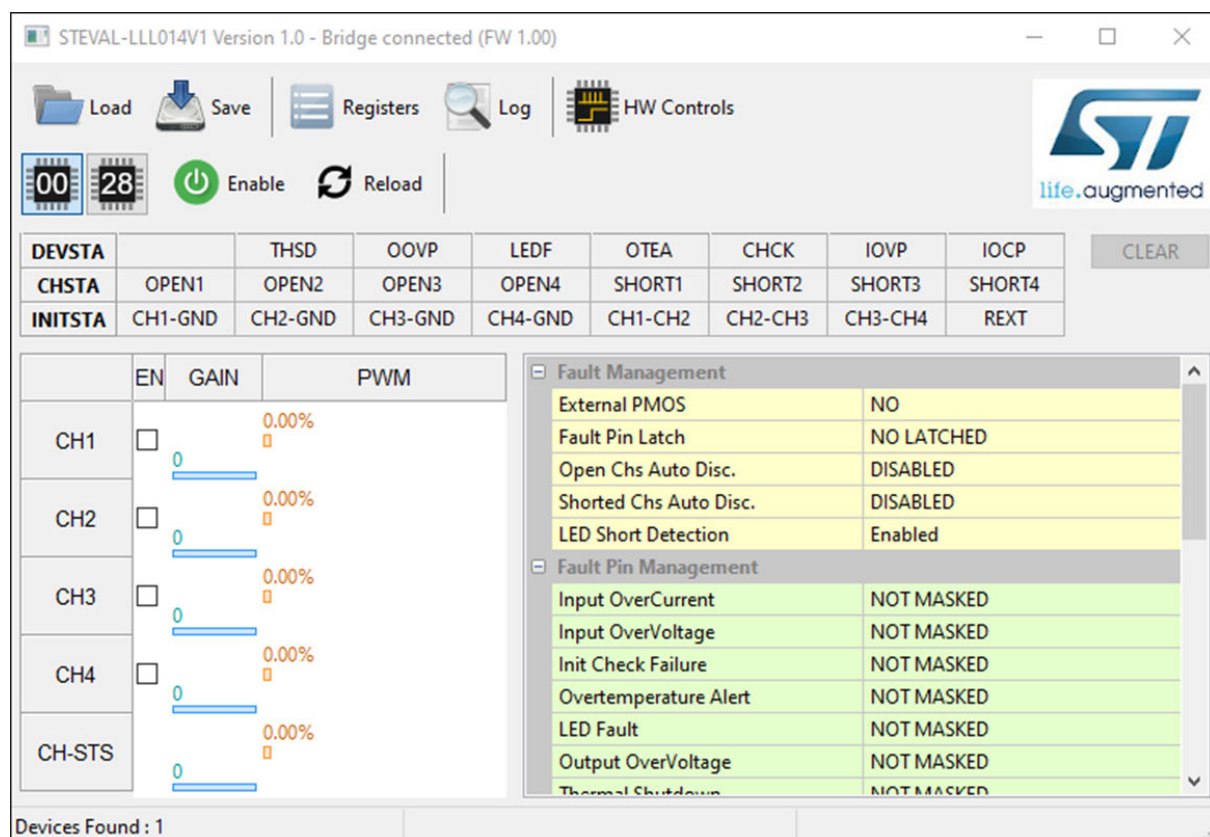 STEVAL-LLL014V1 Version 1.0 - Bridge connected (FW 1.00)
Load Save Registers Log HW Controls
ST
life.augmented
00 28 Enable Reload
DEVSTA THSD OOVP LEDF OTEA CHCK IOVP IOCP CLEAR
CHSTA OPEN1 OPEN2 OPEN3 OPEN4 SHORT1 SHORT2 SHORT3 SHORT4
INITSTA CH1-GND CH2-GND CH3-GND CH4-GND CH1-CH2 CH2-CH3 CH3-CH4 REXT
EN GAIN PWM
CH1 0 0.00%
CH2 0 0.00%
CH3 0 0.00%
CH4 0 0.00%
CH-STS 0 0.00%
Fault Management
External PMOS NO
Fault Pin Latch NO LATCHED
Open Chs Auto Disc. DISABLED
Shorted Chs Auto Disc. DISABLED
LED Short Detection Enabled
Fault Pin Management
Input OverCurrent NOT MASKED
Input OverVoltage NOT MASKED
Init Check Failure NOT MASKED
Overtemperature Alert NOT MASKED
LED Fault NOT MASKED
Output OverVoltage NOT MASKED
Thermal Shutdown NOT MASKED
Devices Found : 1